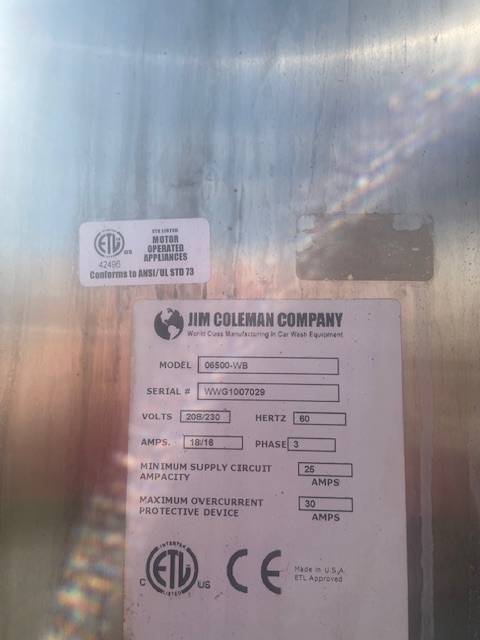 ETL LISTED
MOTOR
OPERATED
APPLIANCES
ETL US
42496
Conforms to ANSI/UL STD 73
JIM COLEMAN COMPANY
World Class Manufacturing in Car Wash Equipment
MODEL 06500-WB
SERIAL # WWG1007029
VOLTS 208/230 HERTZ 60
AMPS. 18/16 PHASE 3
MINIMUM SUPPLY CIRCUIT 25
AMPACITY AMPS
MAXIMUM OVERCURRENT 30
PROTECTIVE DEVICE AMPS
INTERTEK
C ETL US CE
LISTED
Made in U.S.A.
ETL Approved